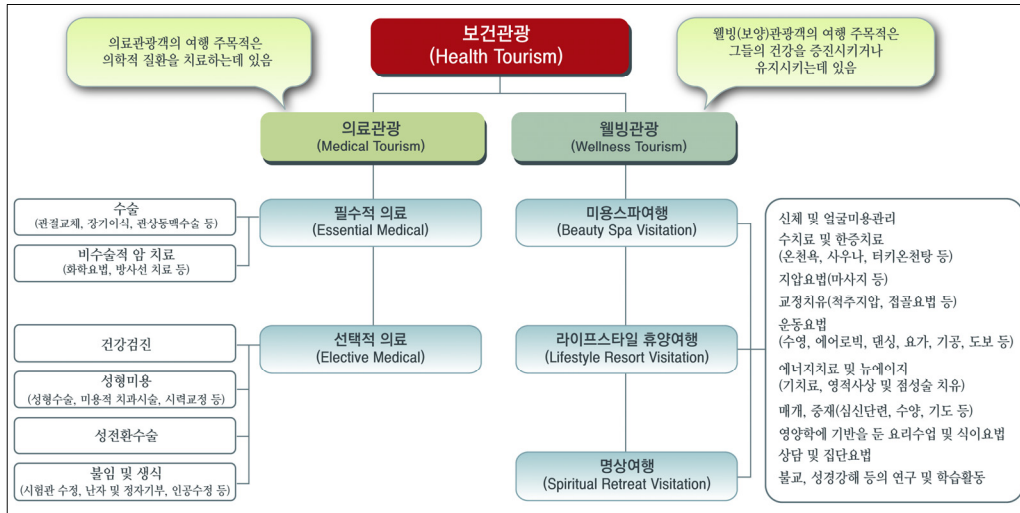 의료관광객의 여행 주목적은
의학적 질환을 치료하는데 있음
보건관광
(Health Tourism)
웰빙(보양)관광객의 여행 주목적은
그들의 건강을 증진시키거나
유지시키는데 있음
의료관광
(Medical Tourism)
웰빙관광
(Wellness Tourism)
수술
(관절교체, 장기이식, 관상동맥수술 등)
비수술적 암 치료
(화학요법, 방사선 치료 등)
필수적 의료
(Essential Medical)
건강검진
성형미용
(성형수술, 미용적 치과시술, 시력교정 등)
성전환수술
불임 및 생식
(시험관 수정, 난자 및 정자기부, 인공수정 등)
선택적 의료
(Elective Medical)
미용스파여행
(Beauty Spa Visitation)
라이프스타일 휴양여행
(Lifestyle Resort Visitation)
명상여행
(Spiritual Retreat Visitation)
신체 및 얼굴미용관리
수치료 및 한증치료
(온천욕, 사우나, 터키온천탕 등)
지압요법(마사지 등)
교정치유(척주지압, 접골요법 등)
운동요법
(수영, 에어로빅, 댄싱, 요가, 기공, 도보 등)
에너지치료 및 뉴에이지
(기치료, 영적사상 및 점성술 치유)
매개, 중재(심신단련, 수양, 기도 등)
영양학에 기반을 둔 요리수업 및 식이요법
상담 및 집단요법
불교, 성경강해 등의 연구 및 학습활동